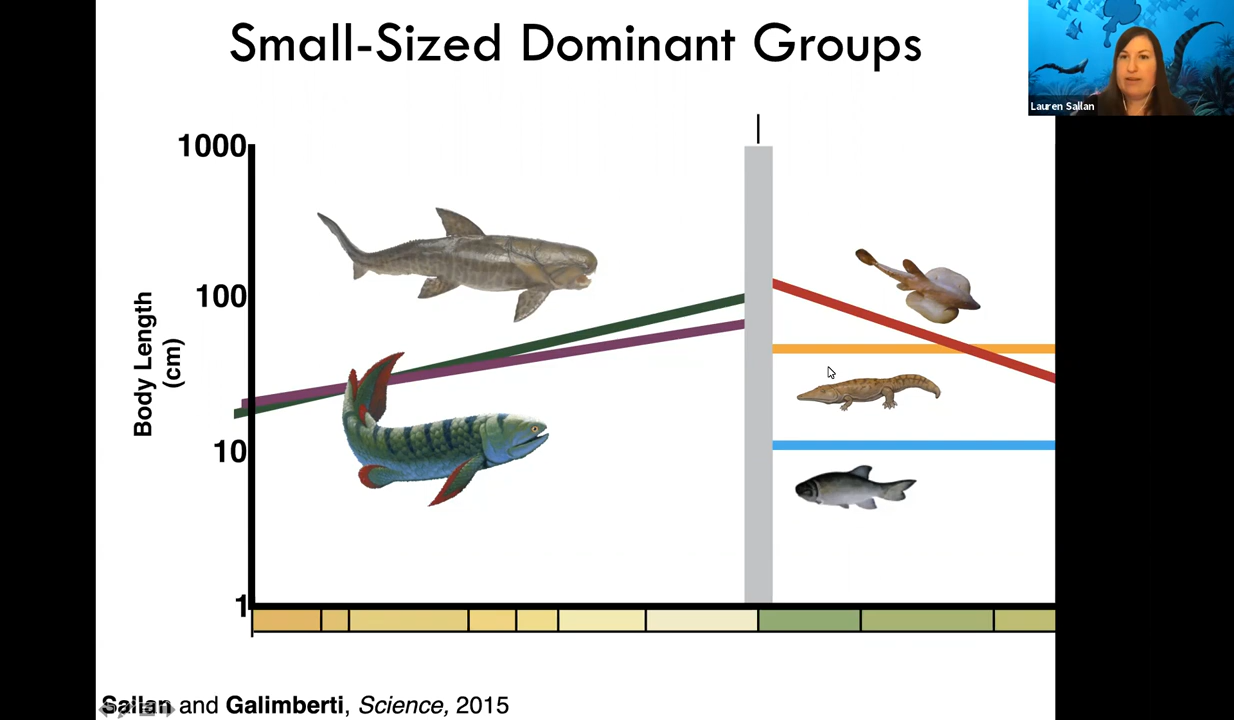 Small-Sized Dominant Groups
Lauren Sallan
1000
100
10
1
Body Length
(cm)
Sallan and Galimberti, Science, 2015